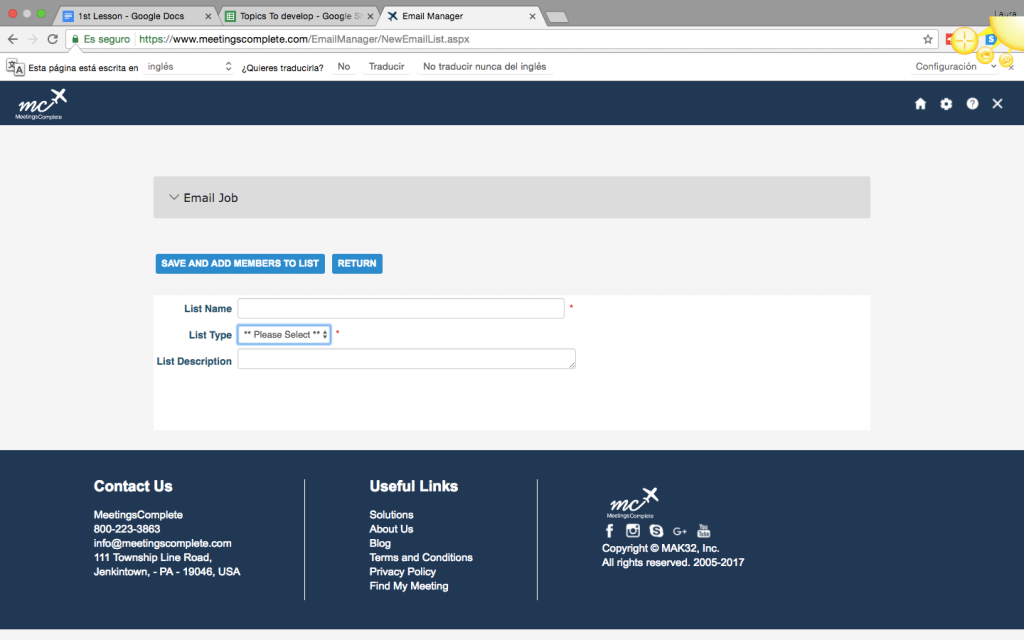 Laura
1st Lesson - Google Docs
Topics To develop - Google Sh
Email Manager
Es seguro
https://www.meetingscomplete.com/EmailManager/NewEmailList.aspx
Esta página está escrita en inglés ¿Quieres traducirla? No Traducir No traducir nunca del inglés Configuración
mc
MeetingsComplete
Email Job
SAVE AND ADD MEMBERS TO LIST RETURN
List Name *
List Type ** Please Select ** *
List Description
Contact Us
MeetingsComplete
800-223-3863
info@meetingscomplete.com
111 Township Line Road,
Jenkintown, - PA - 19046, USA
Useful Links
Solutions
About Us
Blog
Terms and Conditions
Privacy Policy
Find My Meeting
mc
MeetingsComplete
G+ You Tube
Copyright © MAK32, Inc.
All rights reserved. 2005-2017